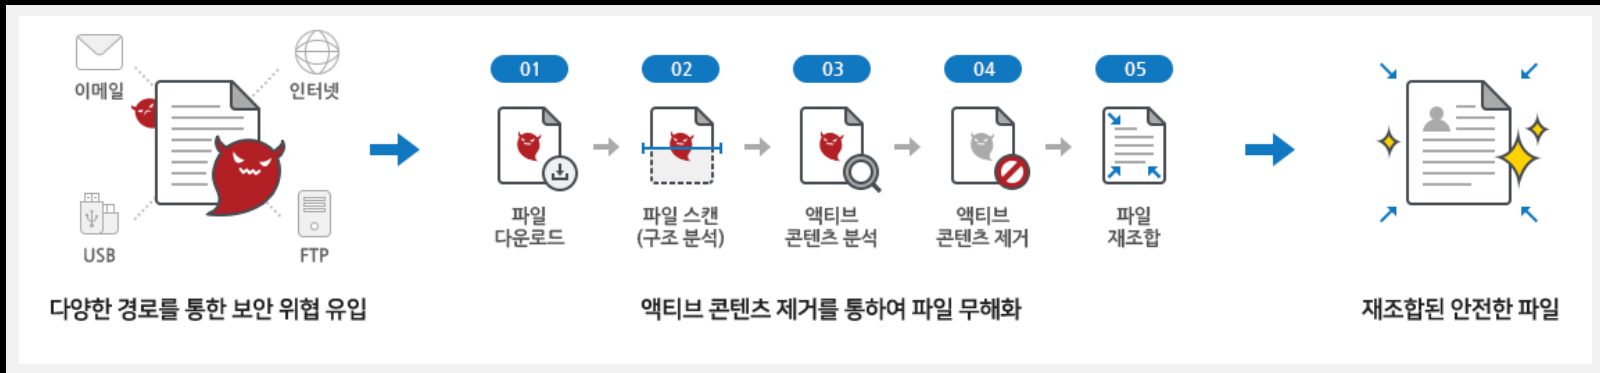 이메일
인터넷
USB
FTP
다양한 경로를 통한 보안 위협 유입
01
파일
다운로드
02
파일 스캔
(구조 분석)
03
액티브
콘텐츠 분석
04
액티브
콘텐츠 제거
05
파일
재조합
액티브 콘텐츠 제거를 통하여 파일 무해화
재조합된 안전한 파일